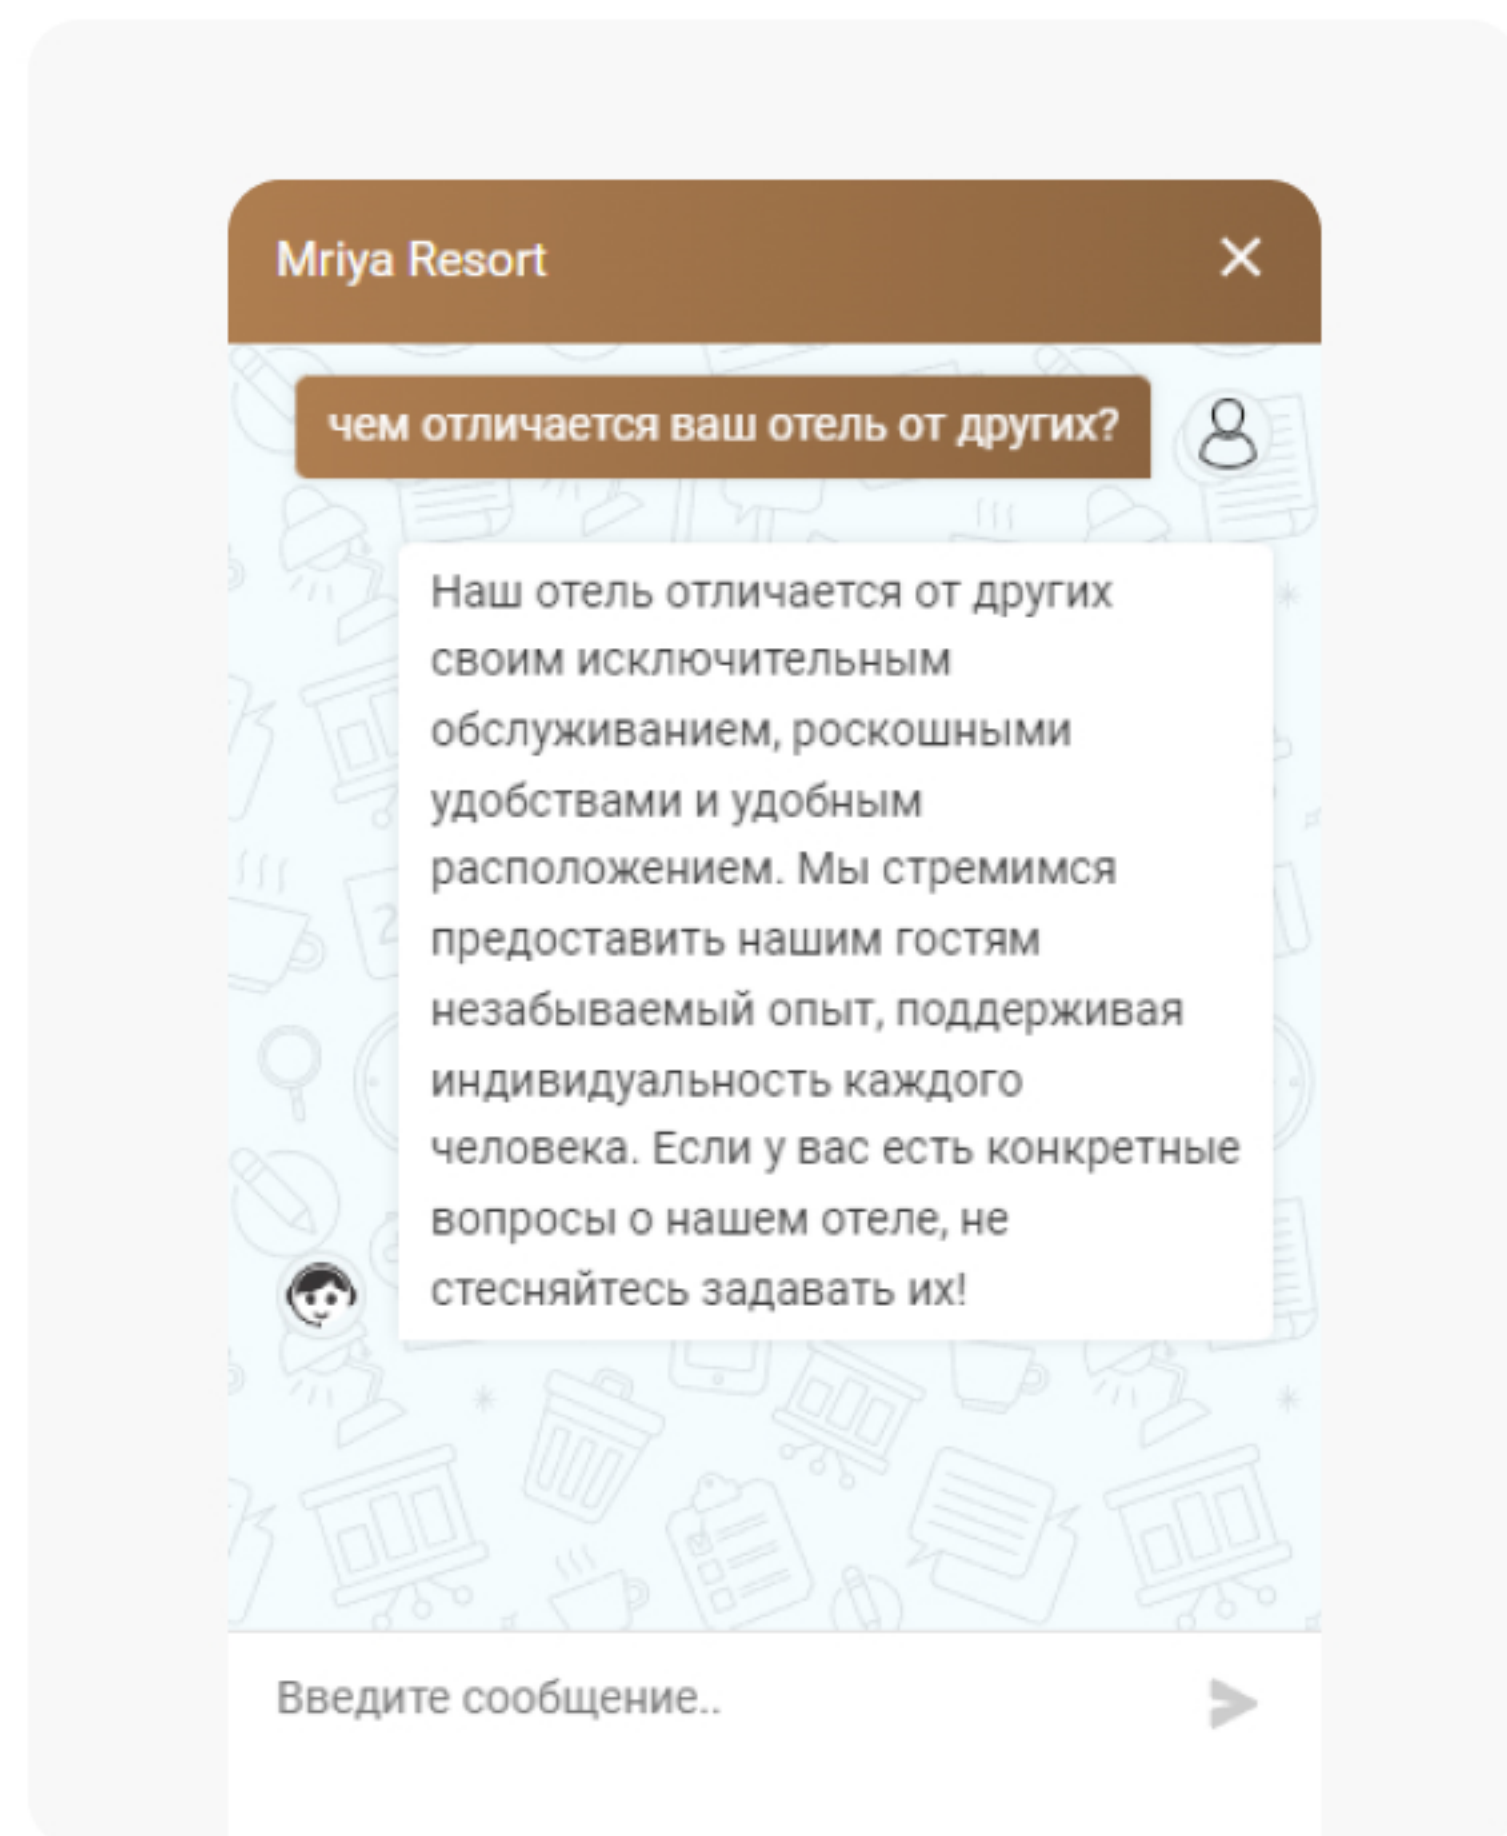 Mriya Resort
чем отличается ваш отель от других?
Наш отель отличается от других
своим исключительным
обслуживанием, роскошными
удобствами и удобным
расположением. Мы стремимся
предоставить нашим гостям
незабываемый опыт, поддерживая
индивидуальность каждого
человека. Если у вас есть конкретные
вопросы о нашем отеле, не
стесняйтесь задавать их!
Введите сообщение..